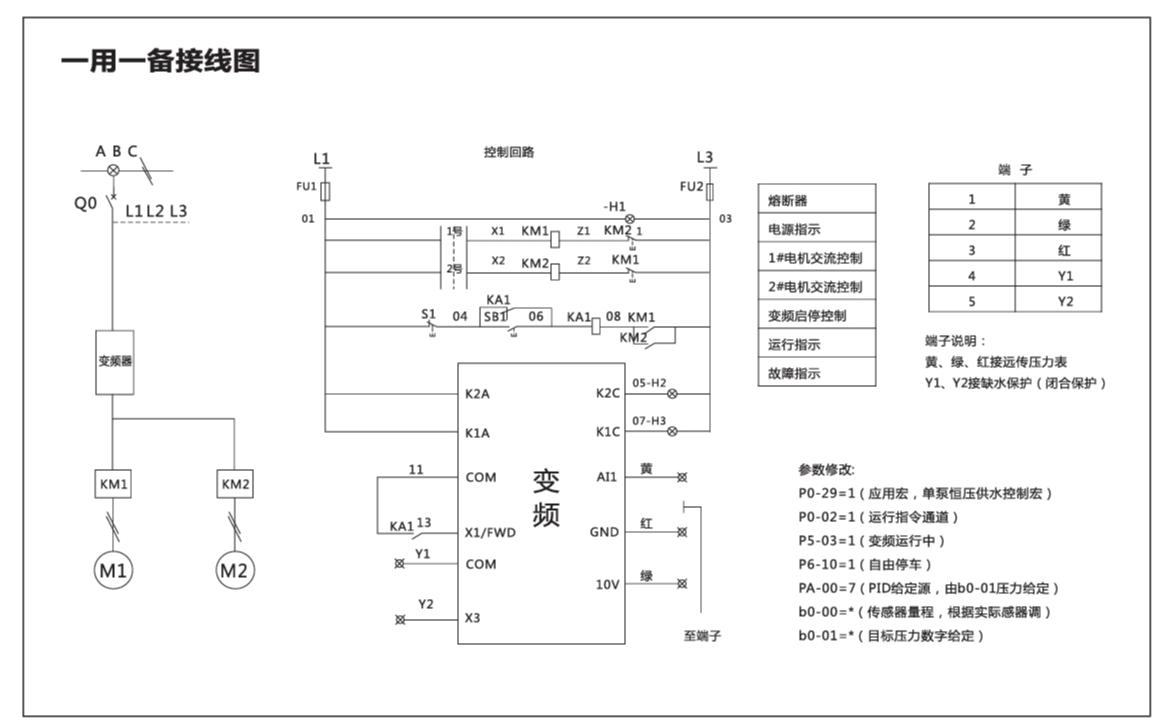 一用一备接线图
A B C
Q0
L1 L2 L3
变频器
KM1
KM2
M1
M2
控制回路
L1
L3
FU1
FU2
01
-H1
03
1号
X1
KM1
Z1
KM2
1
2号
X2
KM2
Z2
KM1
KA1
S1
04
SB1
06
KA1
08
KM1
KM2
K2A
K2C
05-H2
K1A
K1C
07-H3
11
COM
变频
AI1
黄
KA1
13
X1/FWD
GND
红
Y1
COM
10V
绿
Y2
X3
至端子
熔断器
电源指示
1#电机交流控制
2#电机交流控制
变频启停控制
运行指示
故障指示
端 子
1 黄
2 绿
3 红
4 Y1
5 Y2
端子说明：
黄、绿、红接远传压力表
Y1、Y2接缺水保护（闭合保护）
参数修改:
P0-29=1（应用宏，单泵恒压供水控制宏）
P0-02=1（运行指令通道）
P5-03=1（变频运行中）
P6-10=1（自由停车）
PA-00=7（PID给定源，由b0-01压力给定）
b0-00=*（传感器量程，根据实际感器调）
b0-01=*（目标压力数字给定）